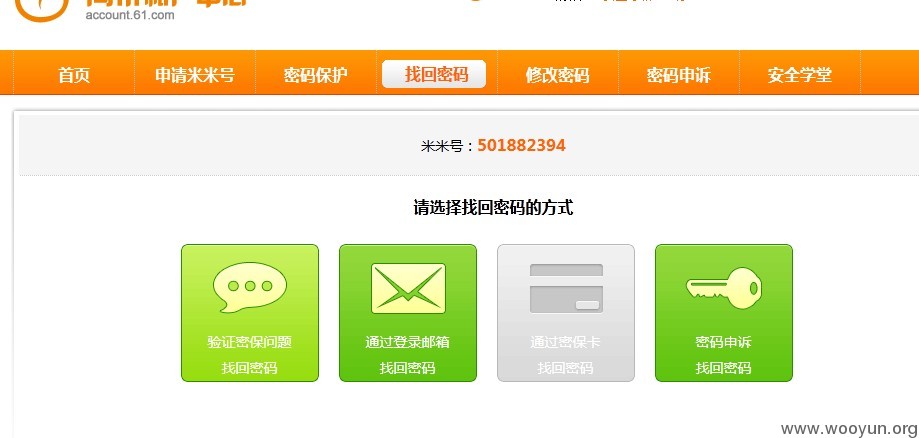 account.61.com
首页 申请米米号 密码保护 找回密码 修改密码 密码申诉 安全学堂
米米号：501882394
请选择找回密码的方式
验证密保问题 通过登录邮箱 通过密保卡 密码申诉
找回密码 找回密码 找回密码 找回密码
www.wooyun.org